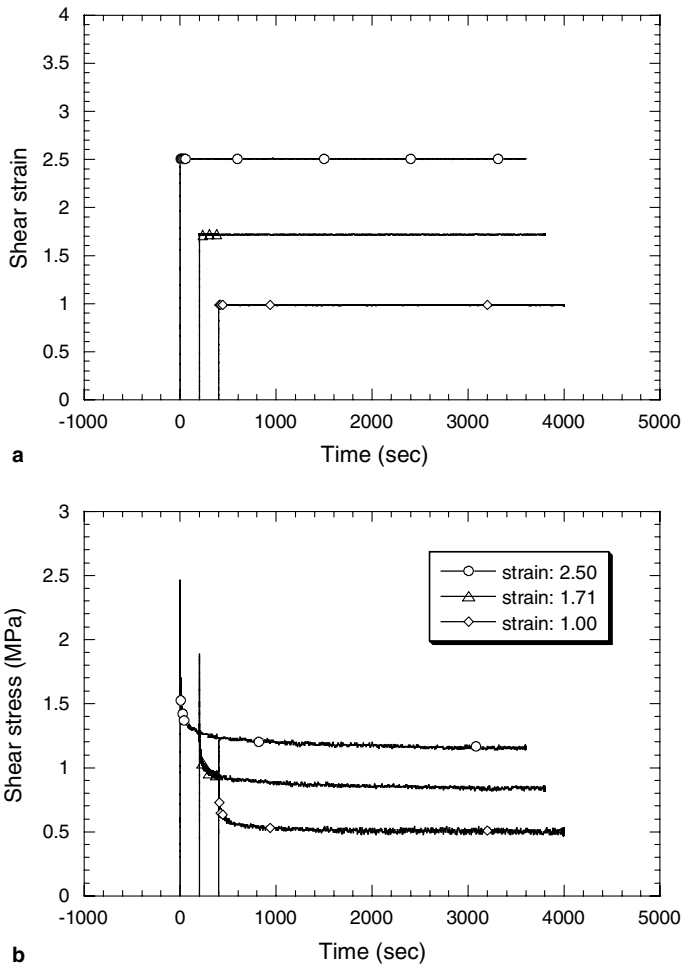 4
3.5
3
2.5
2
1.5
1
0.5
0
Shear strain
-1000 0 1000 2000 3000 4000 5000
Time (sec)
a
3
2.5
2
1.5
1
0.5
0
Shear stress (MPa)
strain: 2.50
strain: 1.71
strain: 1.00
-1000 0 1000 2000 3000 4000 5000
Time (sec)
b